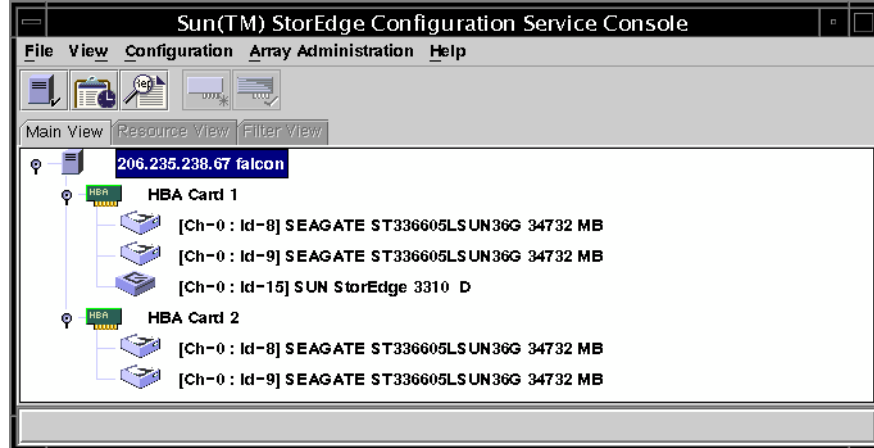 Sun(TM) StorEdge Configuration Service Console
File View Configuration Array Administration Help
Rep
Main View Resource View Filter View
206.235.238.67 falcon
HBA HBA Card 1
[Ch-0 : Id-8] SEAGATE ST336605LSUN36G 34732 MB
[Ch-0 : Id-9] SEAGATE ST336605LSUN36G 34732 MB
[Ch-0 : Id-15] SUN StorEdge 3310 D
HBA HBA Card 2
[Ch-0 : Id-8] SEAGATE ST336605LSUN36G 34732 MB
[Ch-0 : Id-9] SEAGATE ST336605LSUN36G 34732 MB